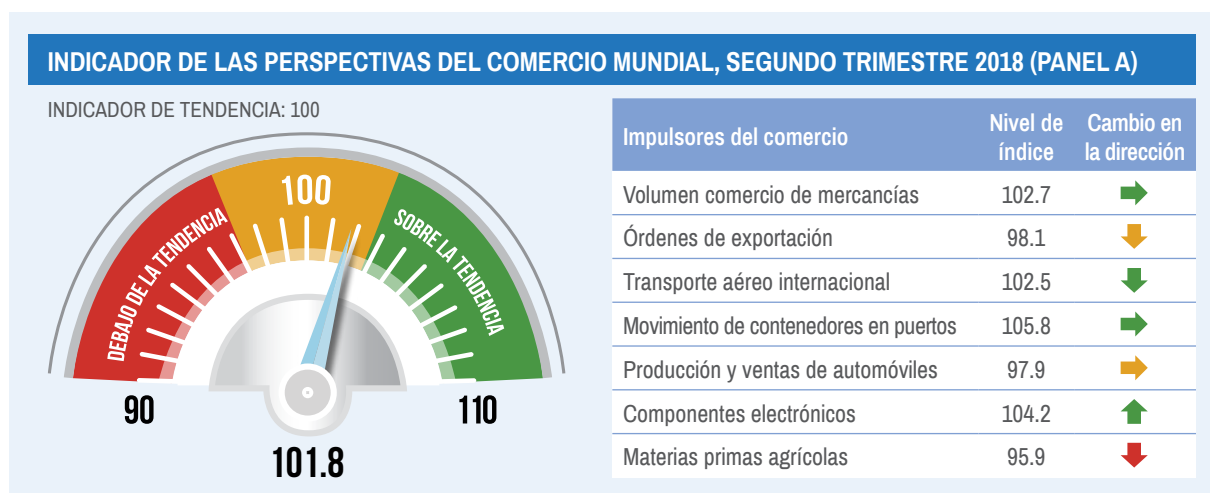 INDICADOR DE LAS PERSPECTIVAS DEL COMERCIO MUNDIAL, SEGUNDO TRIMESTRE 2018 (PANEL A)
INDICADOR DE TENDENCIA: 100
DEBAJO DE LA TENDENCIA
100
SOBRE LA TENDENCIA
90
110
101.8
Impulsores del comercio Nivel de índice Cambio en la dirección
Volumen comercio de mercancías 102.7
Órdenes de exportación 98.1
Transporte aéreo internacional 102.5
Movimiento de contenedores en puertos 105.8
Producción y ventas de automóviles 97.9
Componentes electrónicos 104.2
Materias primas agrícolas 95.9